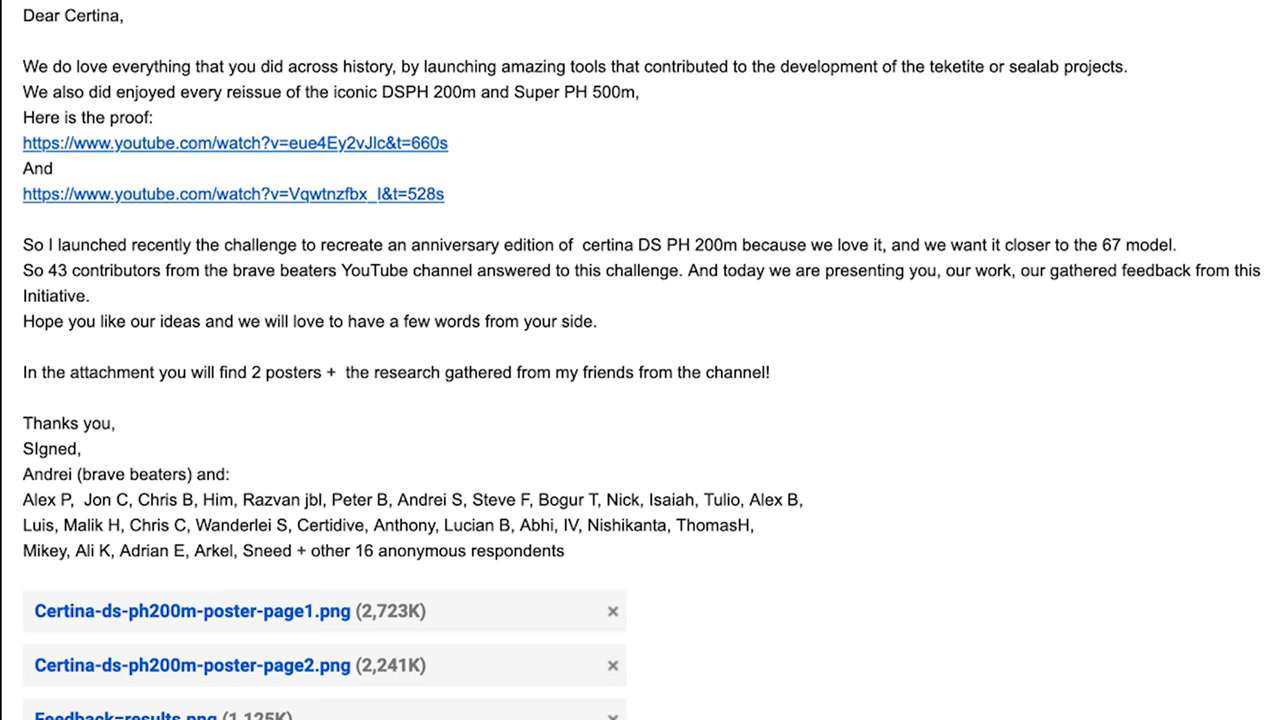 Dear Certina,
We do love everything that you did across history, by launching amazing tools that contributed to the development of the teketite or sealab projects.
We also did enjoyed every reissue of the iconic DSPH 200m and Super PH 500m,
Here is the proof:
https://www.youtube.com/watch?v=eue4Ey2vJlc&t=660s
And
https://www.youtube.com/watch?v=Vqwtnzfbx_I&t=528s
So I launched recently the challenge to recreate an anniversary edition of  certina DS PH 200m because we love it, and we want it closer to the 67 model.
So 43 contributors from the brave beaters YouTube channel answered to this challenge. And today we are presenting you, our work, our gathered feedback from this
Initiative.
Hope you like our ideas and we will love to have a few words from your side.
In the attachment you will find 2 posters +  the research gathered from my friends from the channel!
Thanks you,
SIgned,
Andrei (brave beaters) and:
Alex P,  Jon C, Chris B, Him, Razvan jbl, Peter B, Andrei S, Steve F, Bogur T, Nick, Isaiah, Tulio, Alex B,
Luis, Malik H, Chris C, Wanderlei S, Certidive, Anthony, Lucian B, Abhi, IV, Nishikanta, ThomasH,
Mikey, Ali K, Adrian E, Arkel, Sneed + other 16 anonymous respondents
Certina-ds-ph200m-poster-page1.png (2,723K) ×
Certina-ds-ph200m-poster-page2.png (2,241K) ×
Feedback=results.png (1,125K) ×